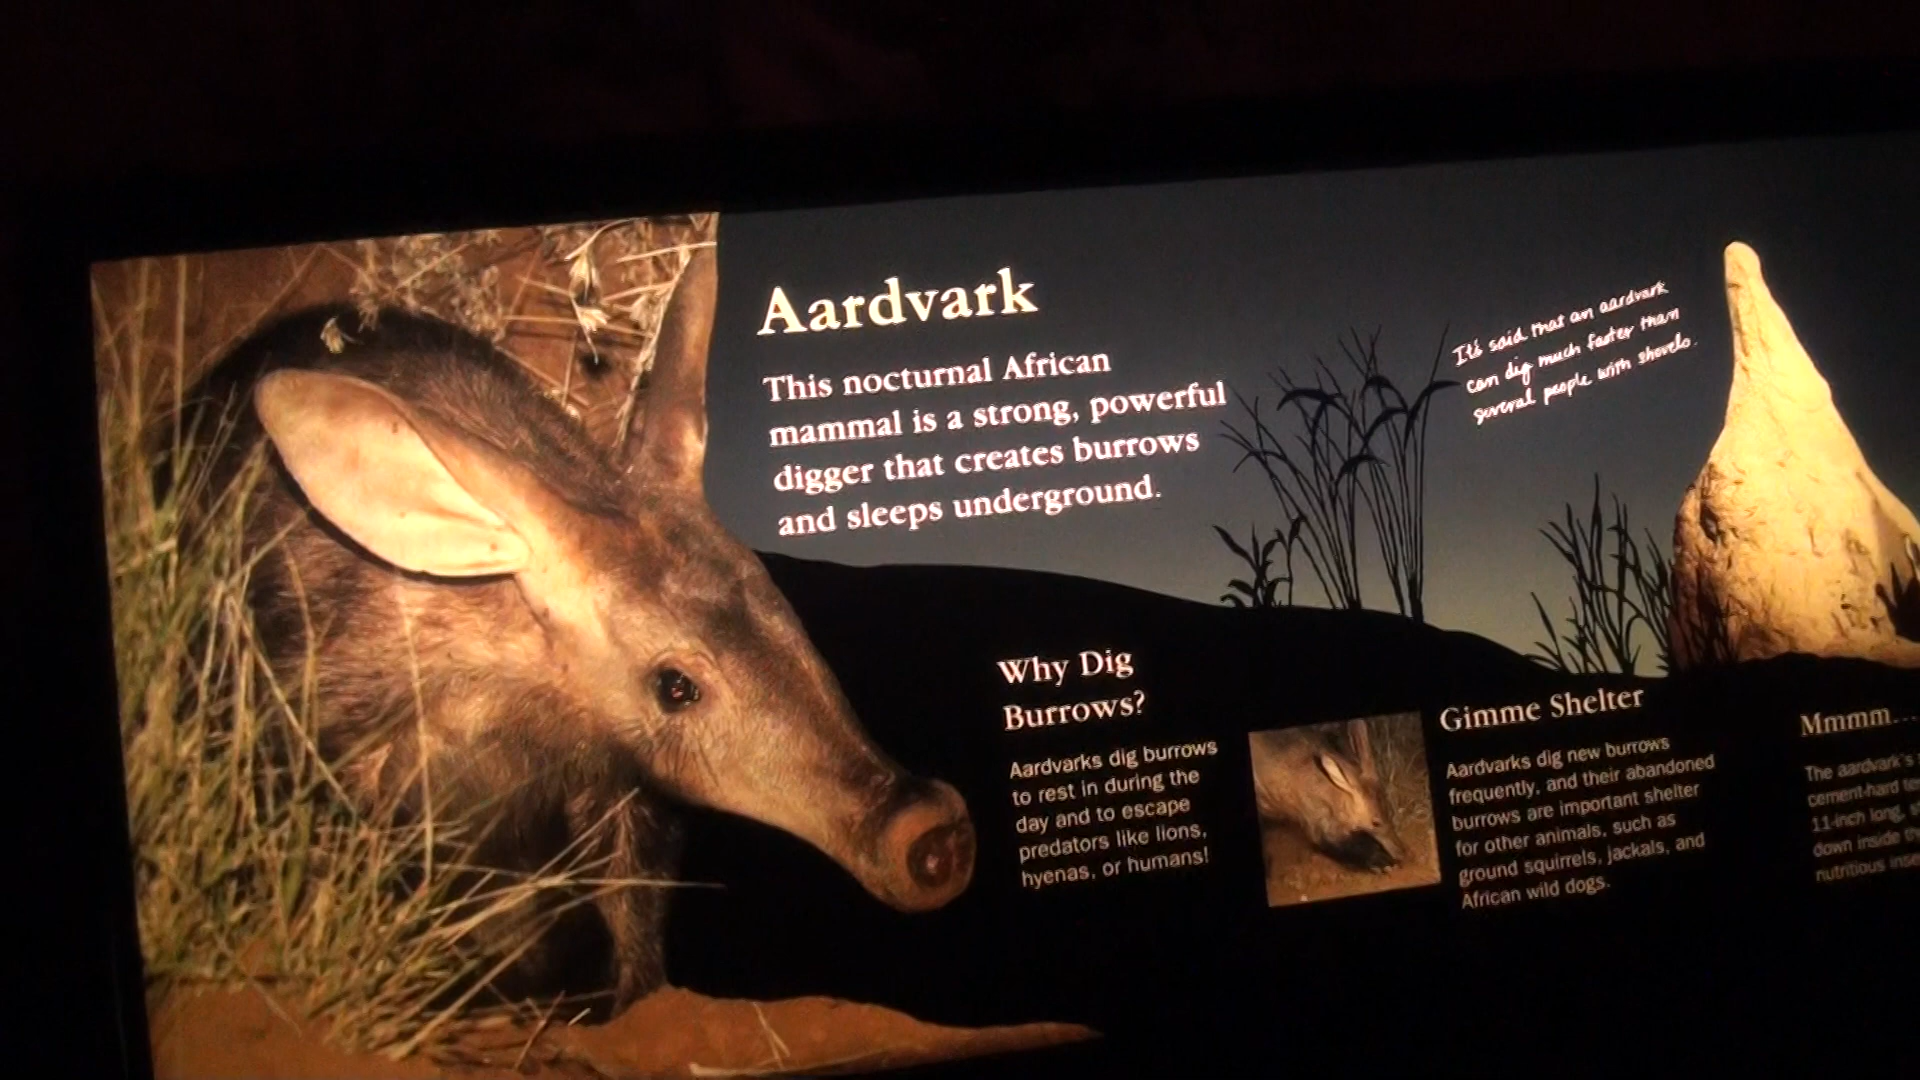 Aardvark
This nocturnal African
mammal is a strong, powerful
digger that creates burrows
and sleeps underground.
It's said that an aardvark
can dig much faster than
several people with shovels.
Why Dig
Burrows?
Aardvarks dig burrows
to rest in during the
day and to escape
predators like lions,
hyenas, or humans!
Gimme Shelter
Aardvarks dig new burrows
frequently, and their abandoned
burrows are important shelter
for other animals, such as
ground squirrels, jackals, and
African wild dogs.
Mmmm...
The aardvark's
cement-hard
11-inch long,
down inside
nutritious